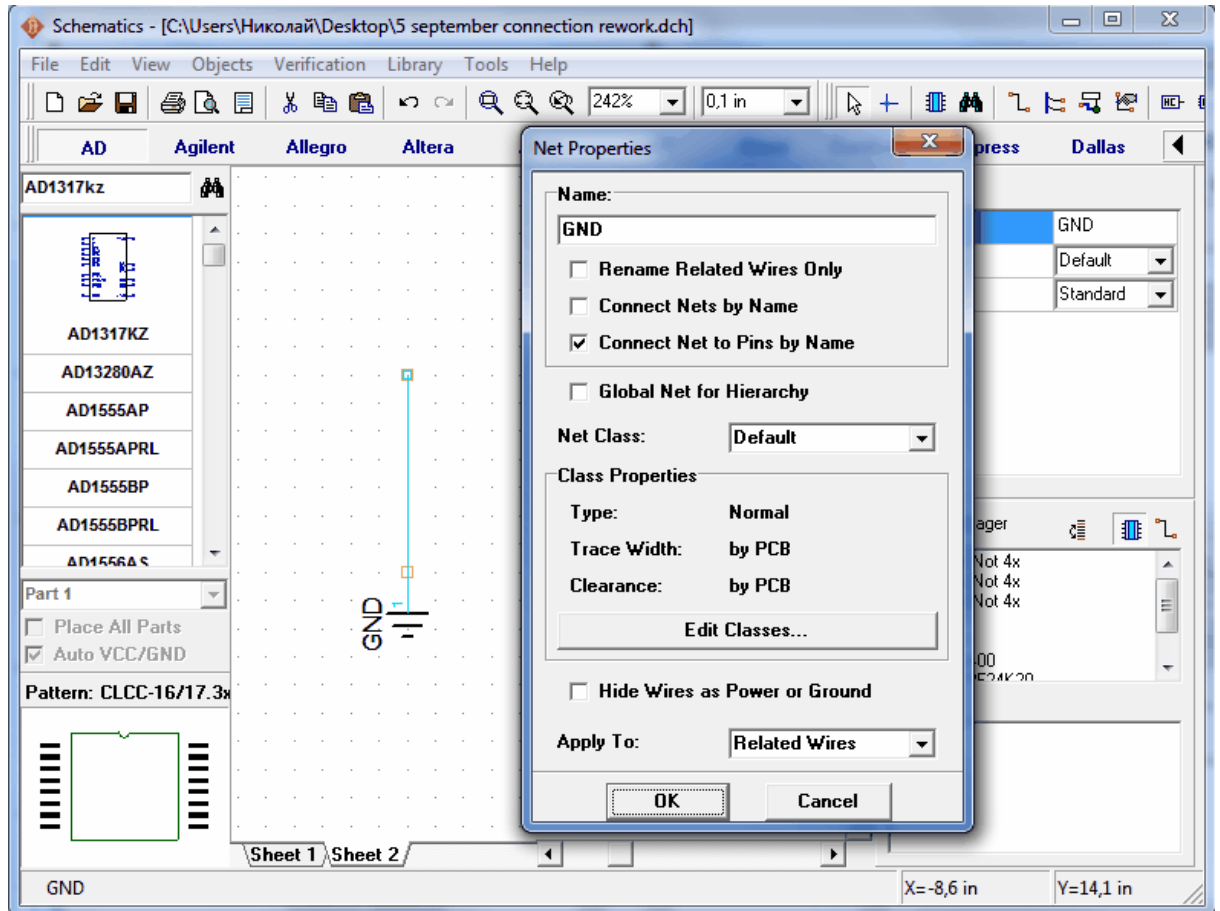 Schematics - [C:\Users\Николай\Desktop\5 september connection rework.dch]
File Edit View Objects Verification Library Tools Help
242% 0,1 in
AD Agilent Allegro Altera press Dallas
AD1317kz
AD1317KZ
AD13280AZ
AD1555AP
AD1555APRL
AD1555BP
AD1555BPRL
AD1556AS
Part 1
Place All Parts
Auto VCC/GND
Pattern: CLCC-16/17.3x
GND
1
Sheet 1 Sheet 2
Net Properties
Name:
GND
Rename Related Wires Only
Connect Nets by Name
Connect Net to Pins by Name
Global Net for Hierarchy
Net Class: Default
Class Properties
Type: Normal
Trace Width: by PCB
Clearance: by PCB
Edit Classes...
Hide Wires as Power or Ground
Apply To: Related Wires
OK Cancel
GND
Default
Standard
ager
Not 4x
Not 4x
Not 4x
GND X=-8,6 in Y=14,1 in